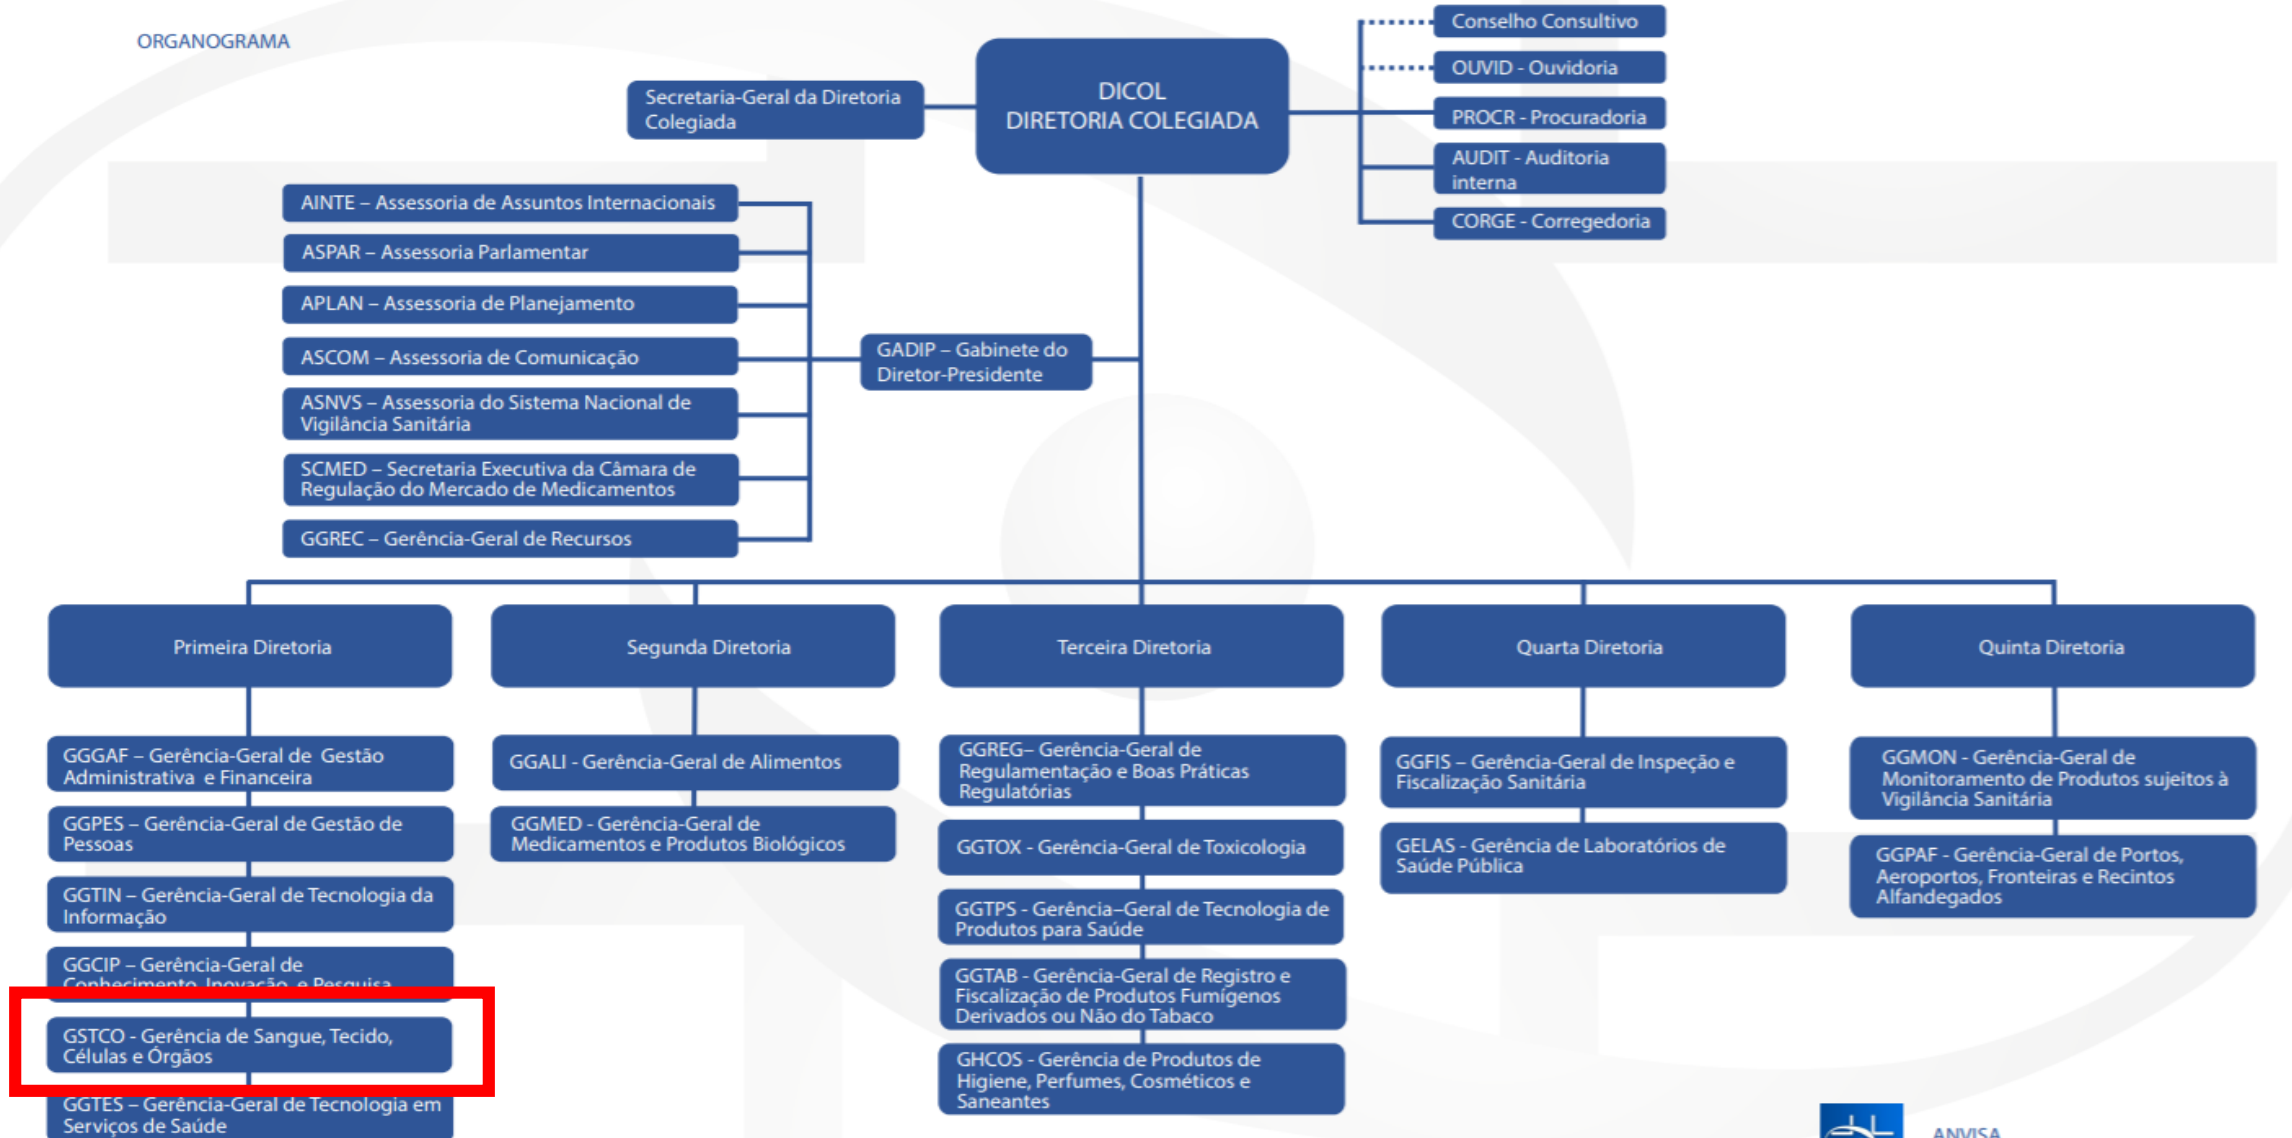 ORGANOGRAMA
Conselho Consultivo
OUVID - Ouvidoria
PROCR - Procuradoria
AUDIT - Auditoria
interna
CORGE - Corregedoria
DICOL
DIRETORIA COLEGIADA
Secretaria-Geral da Diretoria
Colegiada
AINTE – Assessoria de Assuntos Internacionais
ASPAR – Assessoria Parlamentar
APLAN – Assessoria de Planejamento
ASCOM – Assessoria de Comunicação
ASNVS – Assessoria do Sistema Nacional de
Vigilância Sanitária
SCMED – Secretaria Executiva da Câmara de
Regulação do Mercado de Medicamentos
GGREC – Gerência-Geral de Recursos
GADIP – Gabinete do
Diretor-Presidente
Primeira Diretoria
GGGAF – Gerência-Geral de Gestão
Administrativa e Financeira
GGPES – Gerência-Geral de Gestão de
Pessoas
GGTIN – Gerência-Geral de Tecnologia da
Informação
GGCIP – Gerência-Geral de
Conhecimento, Inovação e Pesquisa
GSTCO - Gerência de Sangue, Tecido,
Células e Órgãos
GGTES – Gerência-Geral de Tecnologia em
Serviços de Saúde
Segunda Diretoria
GGALI - Gerência-Geral de Alimentos
GGMED - Gerência-Geral de
Medicamentos e Produtos Biológicos
Terceira Diretoria
GGREG– Gerência-Geral de
Regulamentação e Boas Práticas
Regulatórias
GGTOX - Gerência-Geral de Toxicologia
GGTPS - Gerência–Geral de Tecnologia de
Produtos para Saúde
GGTAB - Gerência-Geral de Registro e
Fiscalização de Produtos Fumígenos
Derivados ou Não do Tabaco
GHCOS - Gerência de Produtos de
Higiene, Perfumes, Cosméticos e
Saneantes
Quarta Diretoria
GGFIS – Gerência-Geral de Inspeção e
Fiscalização Sanitária
GELAS - Gerência de Laboratórios de
Saúde Pública
Quinta Diretoria
GGMON - Gerência-Geral de
Monitoramento de Produtos sujeitos à
Vigilância Sanitária
GGPAF - Gerência-Geral de Portos,
Aeroportos, Fronteiras e Recintos
Alfandegados
ANVISA